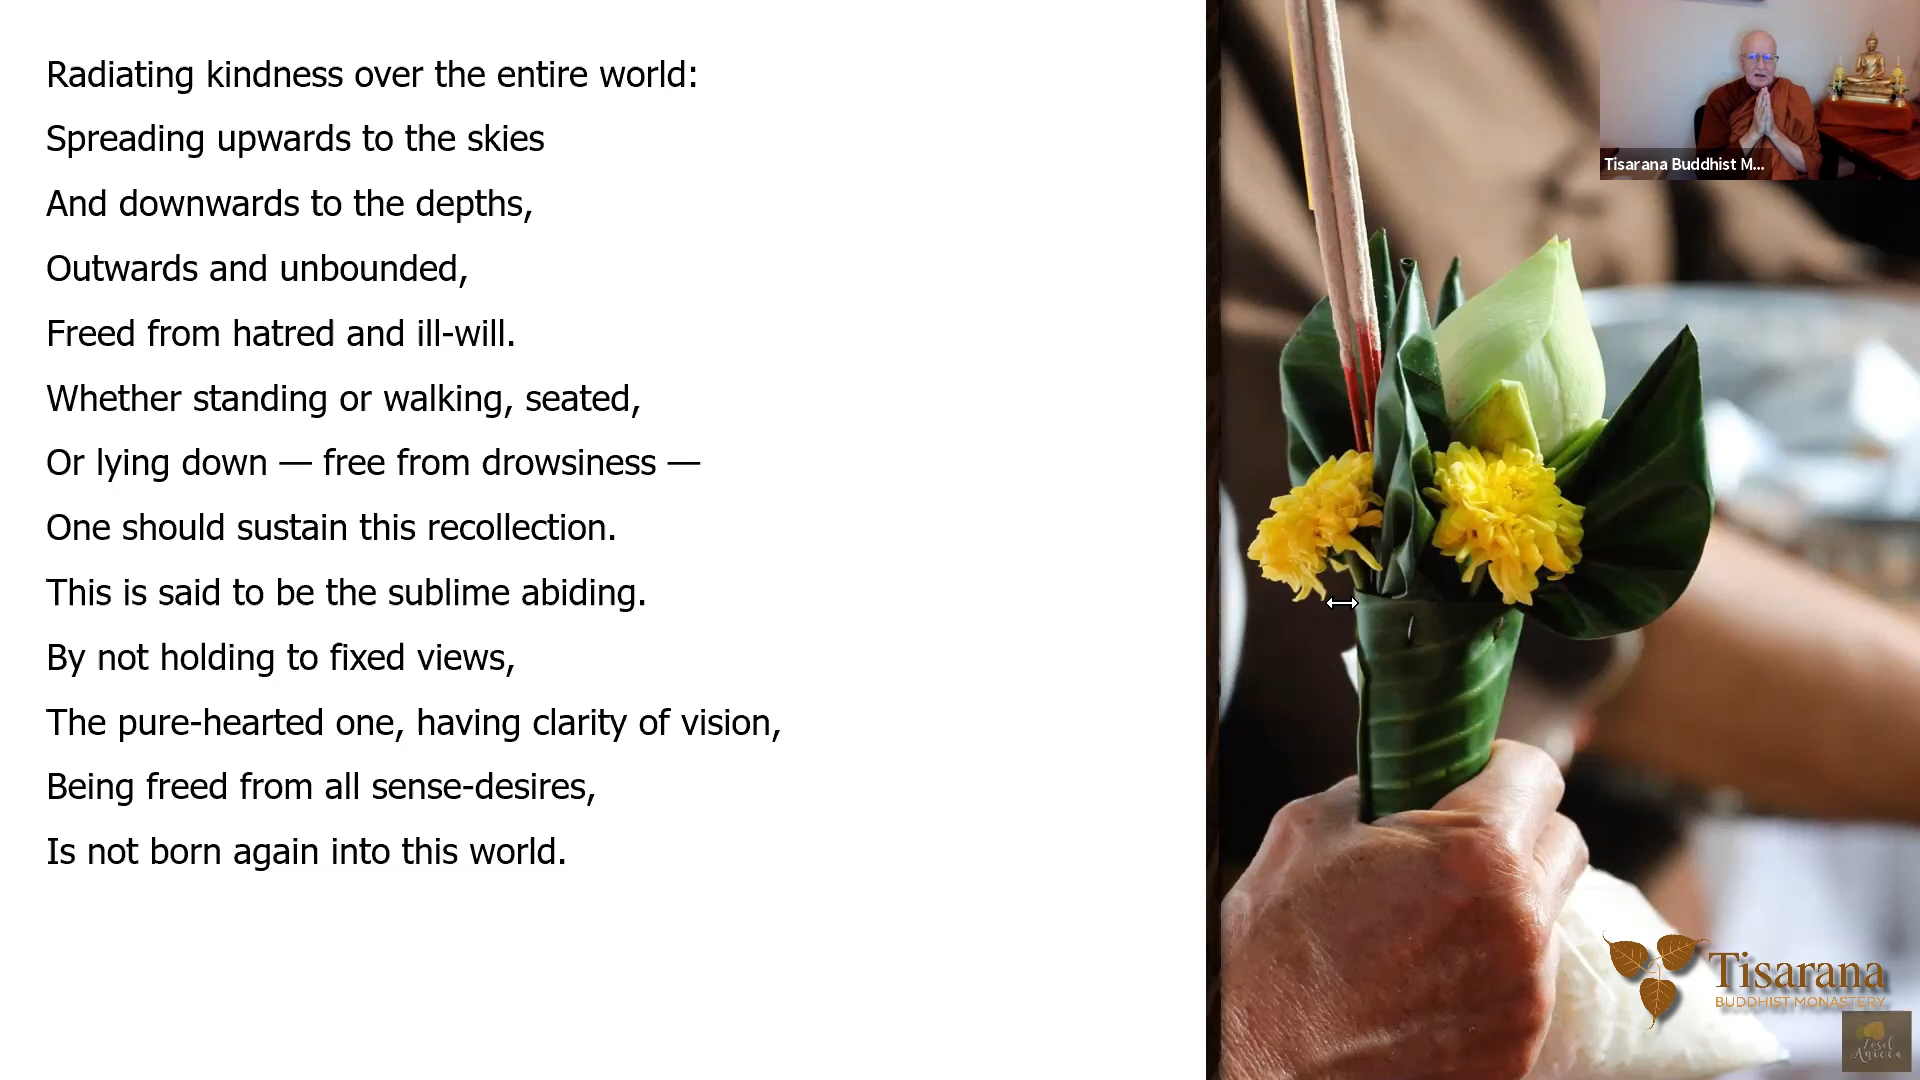 Radiating kindness over the entire world:
Spreading upwards to the skies
And downwards to the depths,
Outwards and unbounded,
Freed from hatred and ill-will.
Whether standing or walking, seated,
Or lying down — free from drowsiness —
One should sustain this recollection.
This is said to be the sublime abiding.
By not holding to fixed views,
The pure-hearted one, having clarity of vision,
Being freed from all sense-desires,
Is not born again into this world.
Tisarana Buddhist M...
Tisarana
BUDDHIST MONASTERY
Anicca